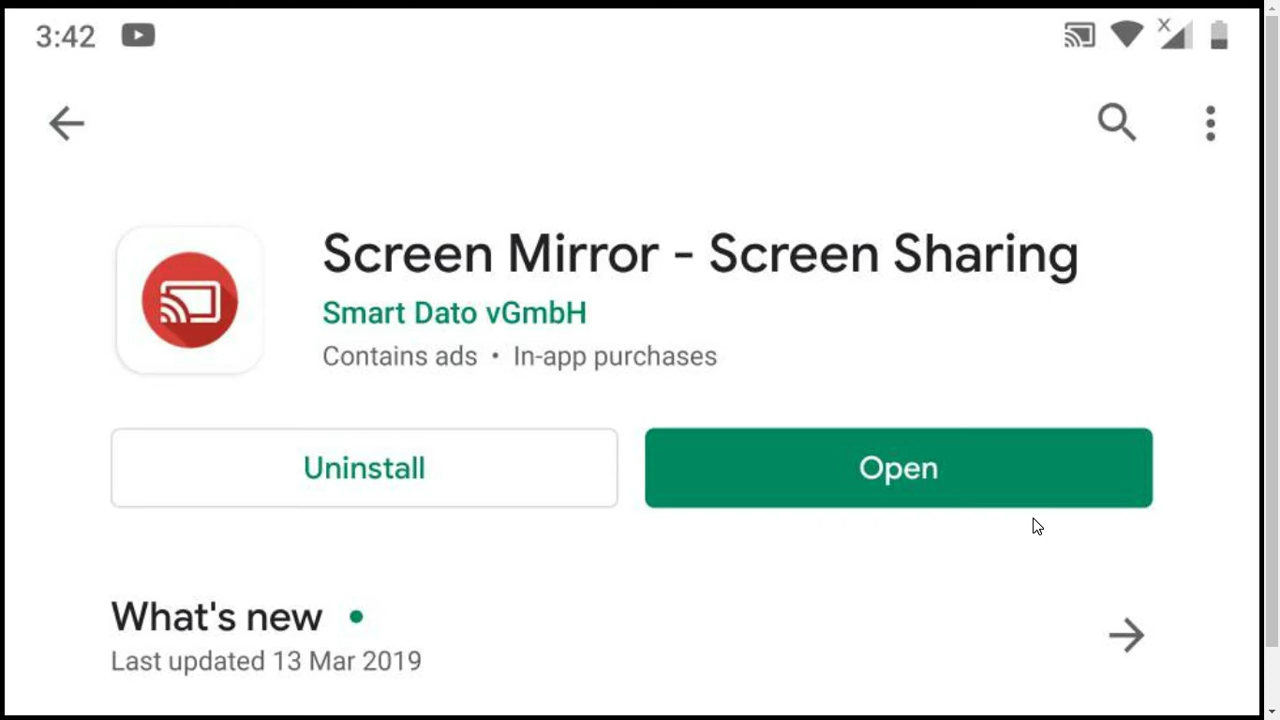 3:42
Screen Mirror - Screen Sharing
Smart Dato vGmbH
Contains ads • In-app purchases
Uninstall
Open
What's new
Last updated 13 Mar 2019